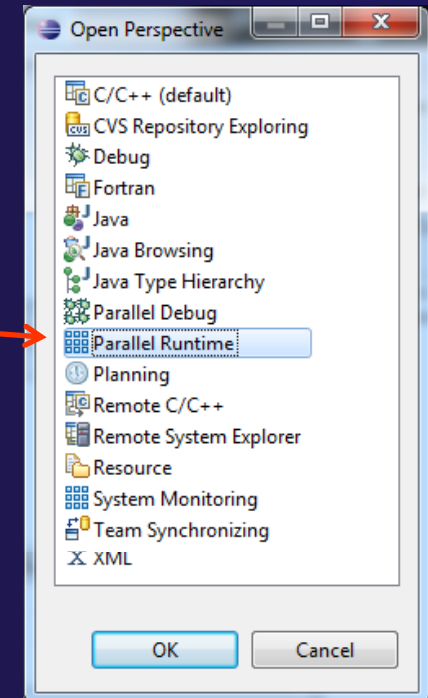 Open Perspective
C/C++ (default)
CVS Repository Exploring
Debug
Fortran
Java
Java Browsing
Java Type Hierarchy
Parallel Debug
Parallel Runtime
Planning
Remote C/C++
Remote System Explorer
Resource
System Monitoring
Team Synchronizing
XML
OK Cancel